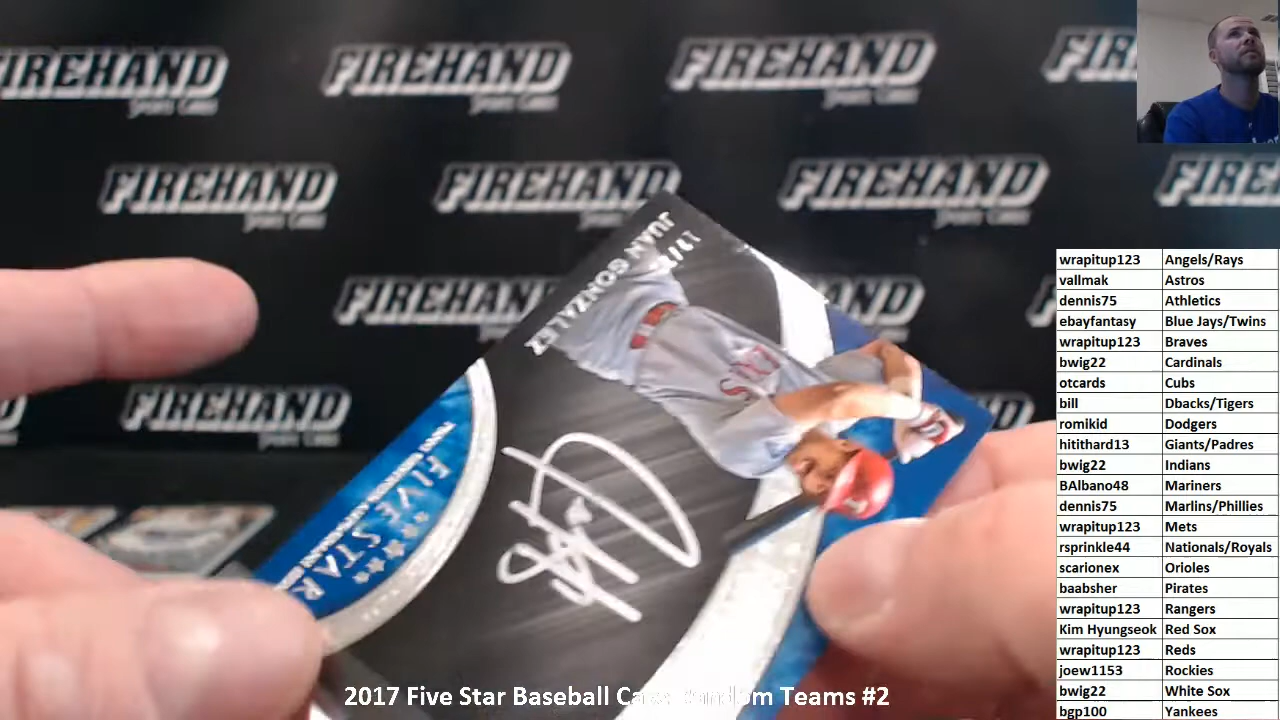 FIREHAND
FIREHAND
FIREHAND
FIREHAND
FIREHAND
FIREHAND
FIREHAND
FIREHAND
JUAN GONZALEZ
FIVE STAR
wrapitup123 Angels/Rays
vallmak Astros
dennis75 Athletics
ebayfantasy Blue Jays/Twins
wrapitup123 Braves
bwig22 Cardinals
otcards Cubs
bill Dbacks/Tigers
romikid Dodgers
hitithard13 Giants/Padres
bwig22 Indians
BAlbano48 Mariners
dennis75 Marlins/Phillies
wrapitup123 Mets
rsprinkle44 Nationals/Royals
scarionex Orioles
baabsher Pirates
wrapitup123 Rangers
Kim Hyungseok Red Sox
wrapitup123 Reds
joew1153 Rockies
bwig22 White Sox
bgp100 Yankees
2017 Five Star Baseball Case Random Teams #2